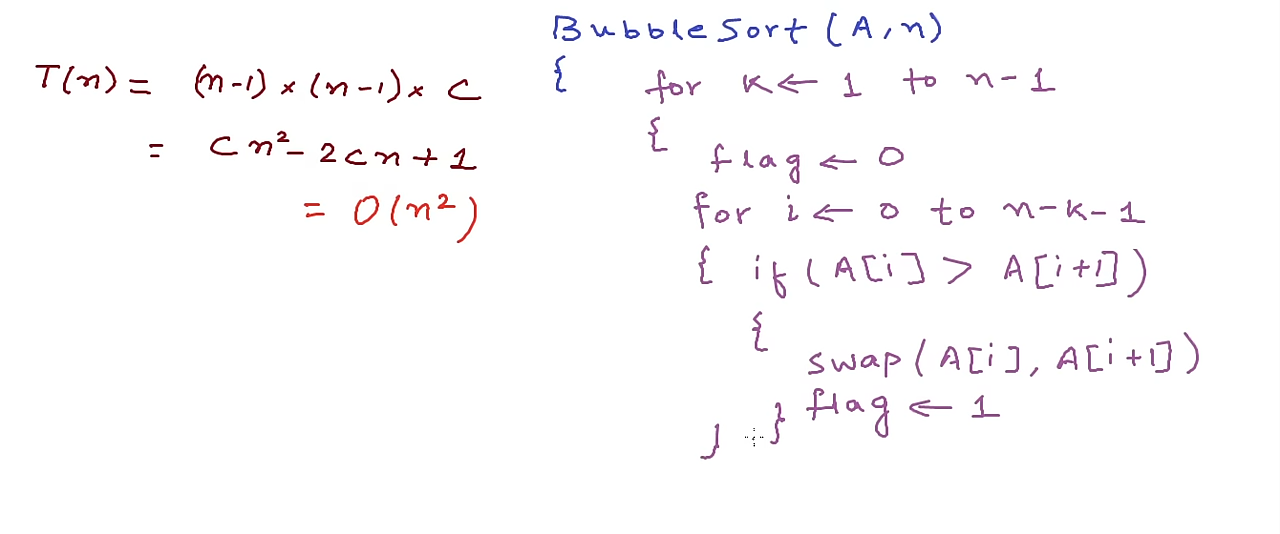 T(n) = (n-1) × (n-1) × C
= Cn² - 2cn + 1
= O(n²)
BubbleSort (A,n)
{ for k ← 1 to n-1
{
flag ← 0
for i ← 0 to n-k-1
{ if (A[i] > A[i+1])
{
swap (A[i], A[i+1])
flag ← 1
} }